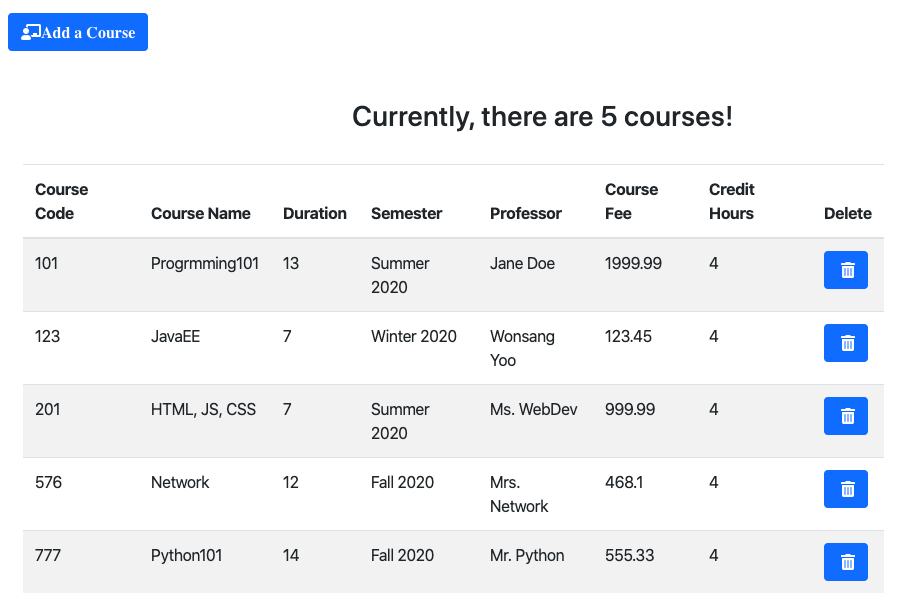 Add a Course
Currently, there are 5 courses!
Course Code Course Name Duration Semester Professor Course Fee Credit Hours Delete
101 Progrmming101 13 Summer 2020 Jane Doe 1999.99 4
123 JavaEE 7 Winter 2020 Wonsang Yoo 123.45 4
201 HTML, JS, CSS 7 Summer 2020 Ms. WebDev 999.99 4
576 Network 12 Fall 2020 Mrs. Network 468.1 4
777 Python101 14 Fall 2020 Mr. Python 555.33 4